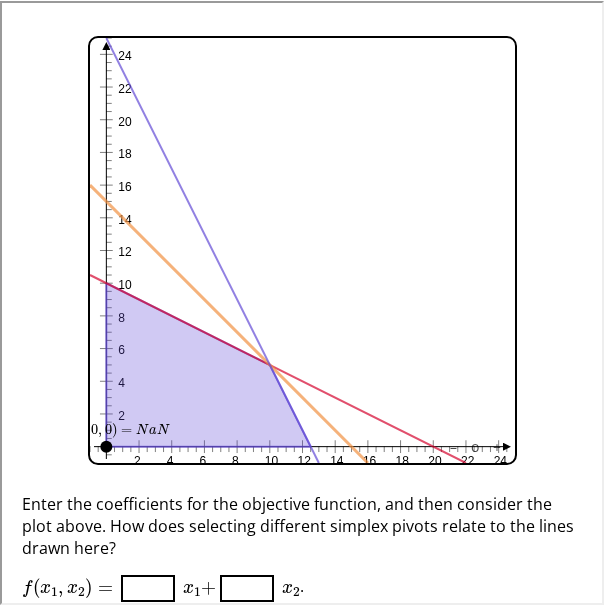 24
22
20
18
16
14
12
10
8
6
4
2
0, 0) = NaN
2 4 6 8 10 12 14 16 18 20 22 24
Enter the coefficients for the objective function, and then consider the
plot above. How does selecting different simplex pivots relate to the lines
drawn here?
f(x₁, x₂) = x₁+ x₂.